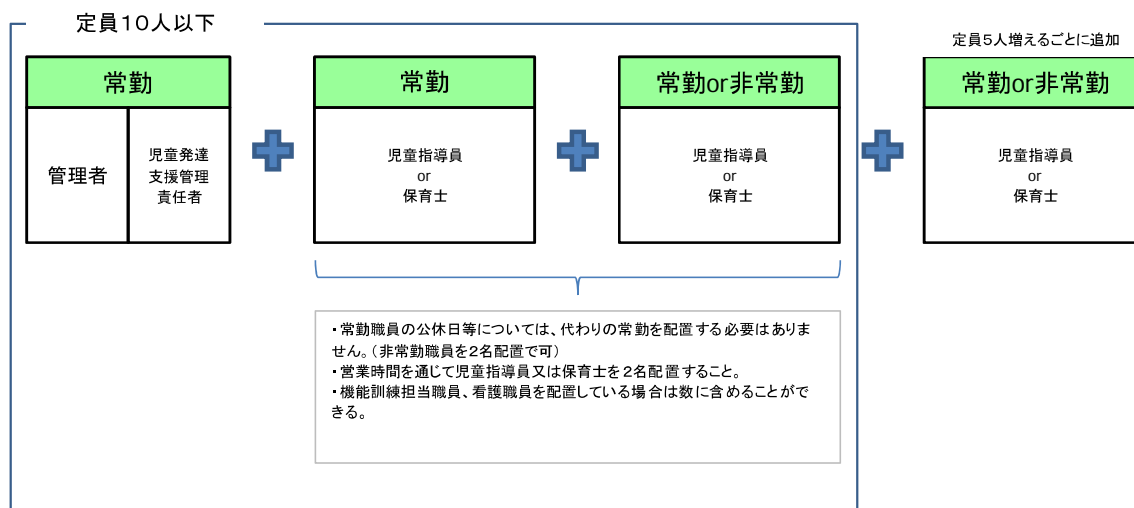 定員１０人以下
定員５人増えるごとに追加
常勤
管理者
児童発達
支援管理
責任者
常勤
児童指導員
or
保育士
常勤or非常勤
児童指導員
or
保育士
常勤or非常勤
児童指導員
or
保育士
・常勤職員の公休日等については、代わりの常勤を配置する必要はありま
せん。（非常勤職員を２名配置で可）
・営業時間を通じて児童指導員又は保育士を２名配置すること。
・機能訓練担当職員、看護職員を配置している場合は数に含めることがで
きる。